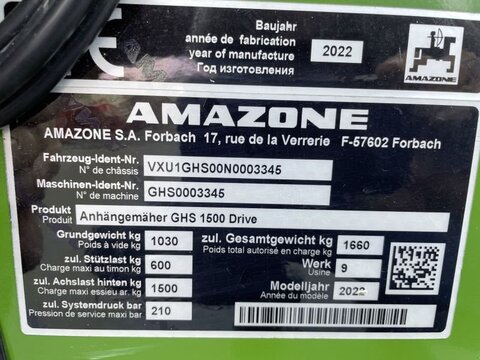 CE
Baujahr
année de fabrication
year of manufacture
Год изготовления
2022
AMAZONE
AMAZONE
AMAZONE S.A. Forbach 17, rue de la Verrerie F-57602 Forbach
Fahrzeug-Ident-Nr.
N° de châssis
VXU1GHS00N0003345
Maschinen-Ident-Nr.
N° de machine
GHS0003345
Produkt
Produit
Anhängemäher GHS 1500 Drive
Grundgewicht kg
Poids à vide kg
1030
zul. Gesamtgewicht kg
Poids total autorisé en charge kg
1660
zul. Stützlast kg
Charge maxi au timon kg
600
Werk
Usine
9
zul. Achslast hinten kg
Charge maxi essieu ar. kg
1500
Modelljahr
Année du modèle
2022
zul. Systemdruck bar
Pression de service maxi bar
210